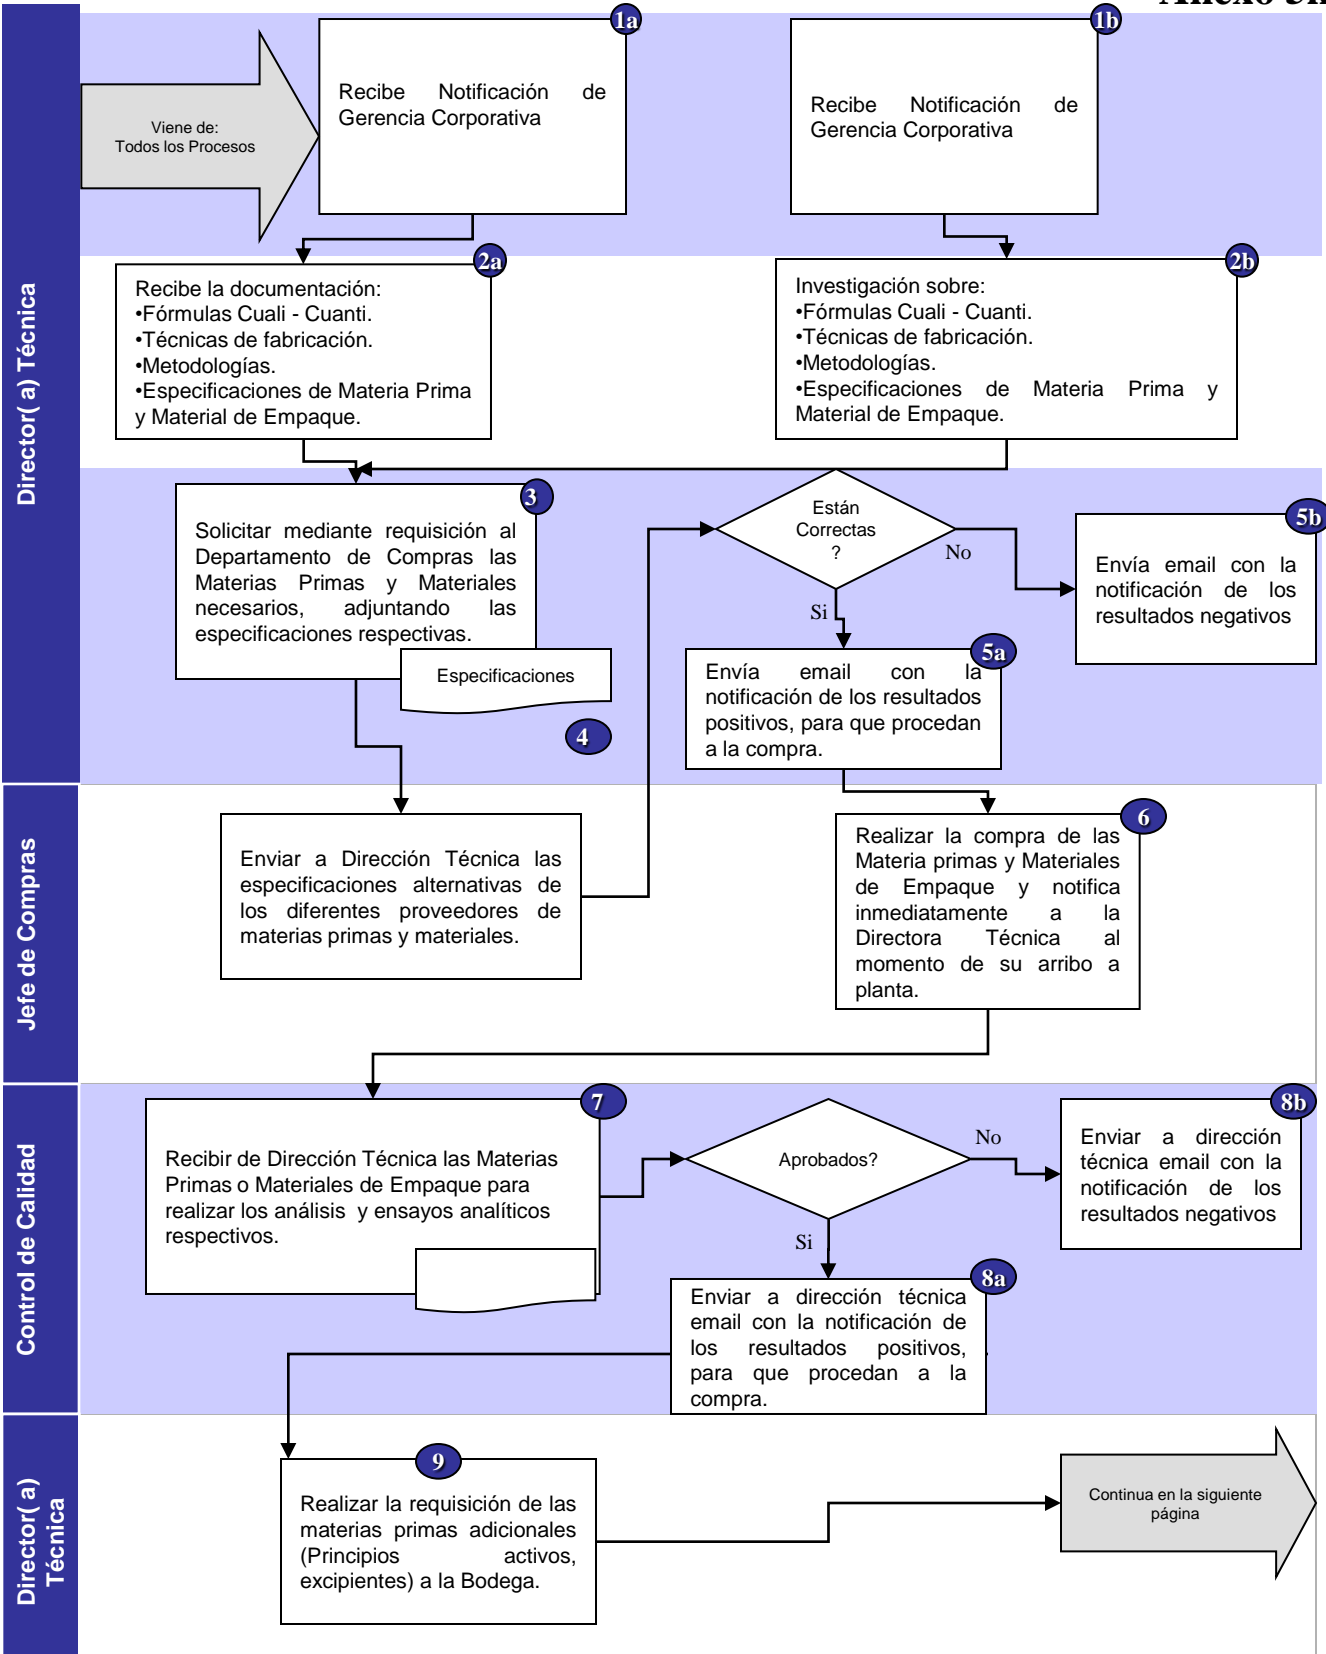 1a
1b
Viene de:
Todos los Procesos
Recibe Notificación de
Gerencia Corporativa
Recibe Notificación de
Gerencia Corporativa
Director( a) Técnica
2a
Recibe la documentación:
•Fórmulas Cuali - Cuanti.
•Técnicas de fabricación.
•Metodologías.
•Especificaciones de Materia Prima
y Material de Empaque.
2b
Investigación sobre:
•Fórmulas Cuali - Cuanti.
•Técnicas de fabricación.
•Metodologías.
•Especificaciones de Materia Prima y
Material de Empaque.
3
Solicitar mediante requisición al
Departamento de Compras las
Materias Primas y Materiales
necesarios, adjuntando las
especificaciones respectivas.
Especificaciones
4
Están
Correctas
?
No
Si
5b
Envía email con la
notificación de los
resultados negativos
5a
Envía email con la
notificación de los resultados
positivos, para que procedan
a la compra.
Jefe de Compras
Enviar a Dirección Técnica las
especificaciones alternativas de
los diferentes proveedores de
materias primas y materiales.
6
Realizar la compra de las
Materia primas y Materiales
de Empaque y notifica
inmediatamente a la
Directora Técnica al
momento de su arribo a
planta.
Control de Calidad
7
Recibir de Dirección Técnica las Materias
Primas o Materiales de Empaque para
realizar los análisis y ensayos analíticos
respectivos.
Aprobados?
No
Si
8b
Enviar a dirección
técnica email con la
notificación de los
resultados negativos
8a
Enviar a dirección técnica
email con la notificación de
los resultados positivos,
para que procedan a la
compra.
Director( a)
Técnica
9
Realizar la requisición de las
materias primas adicionales
(Principios activos,
excipientes) a la Bodega.
Continua en la siguiente
página